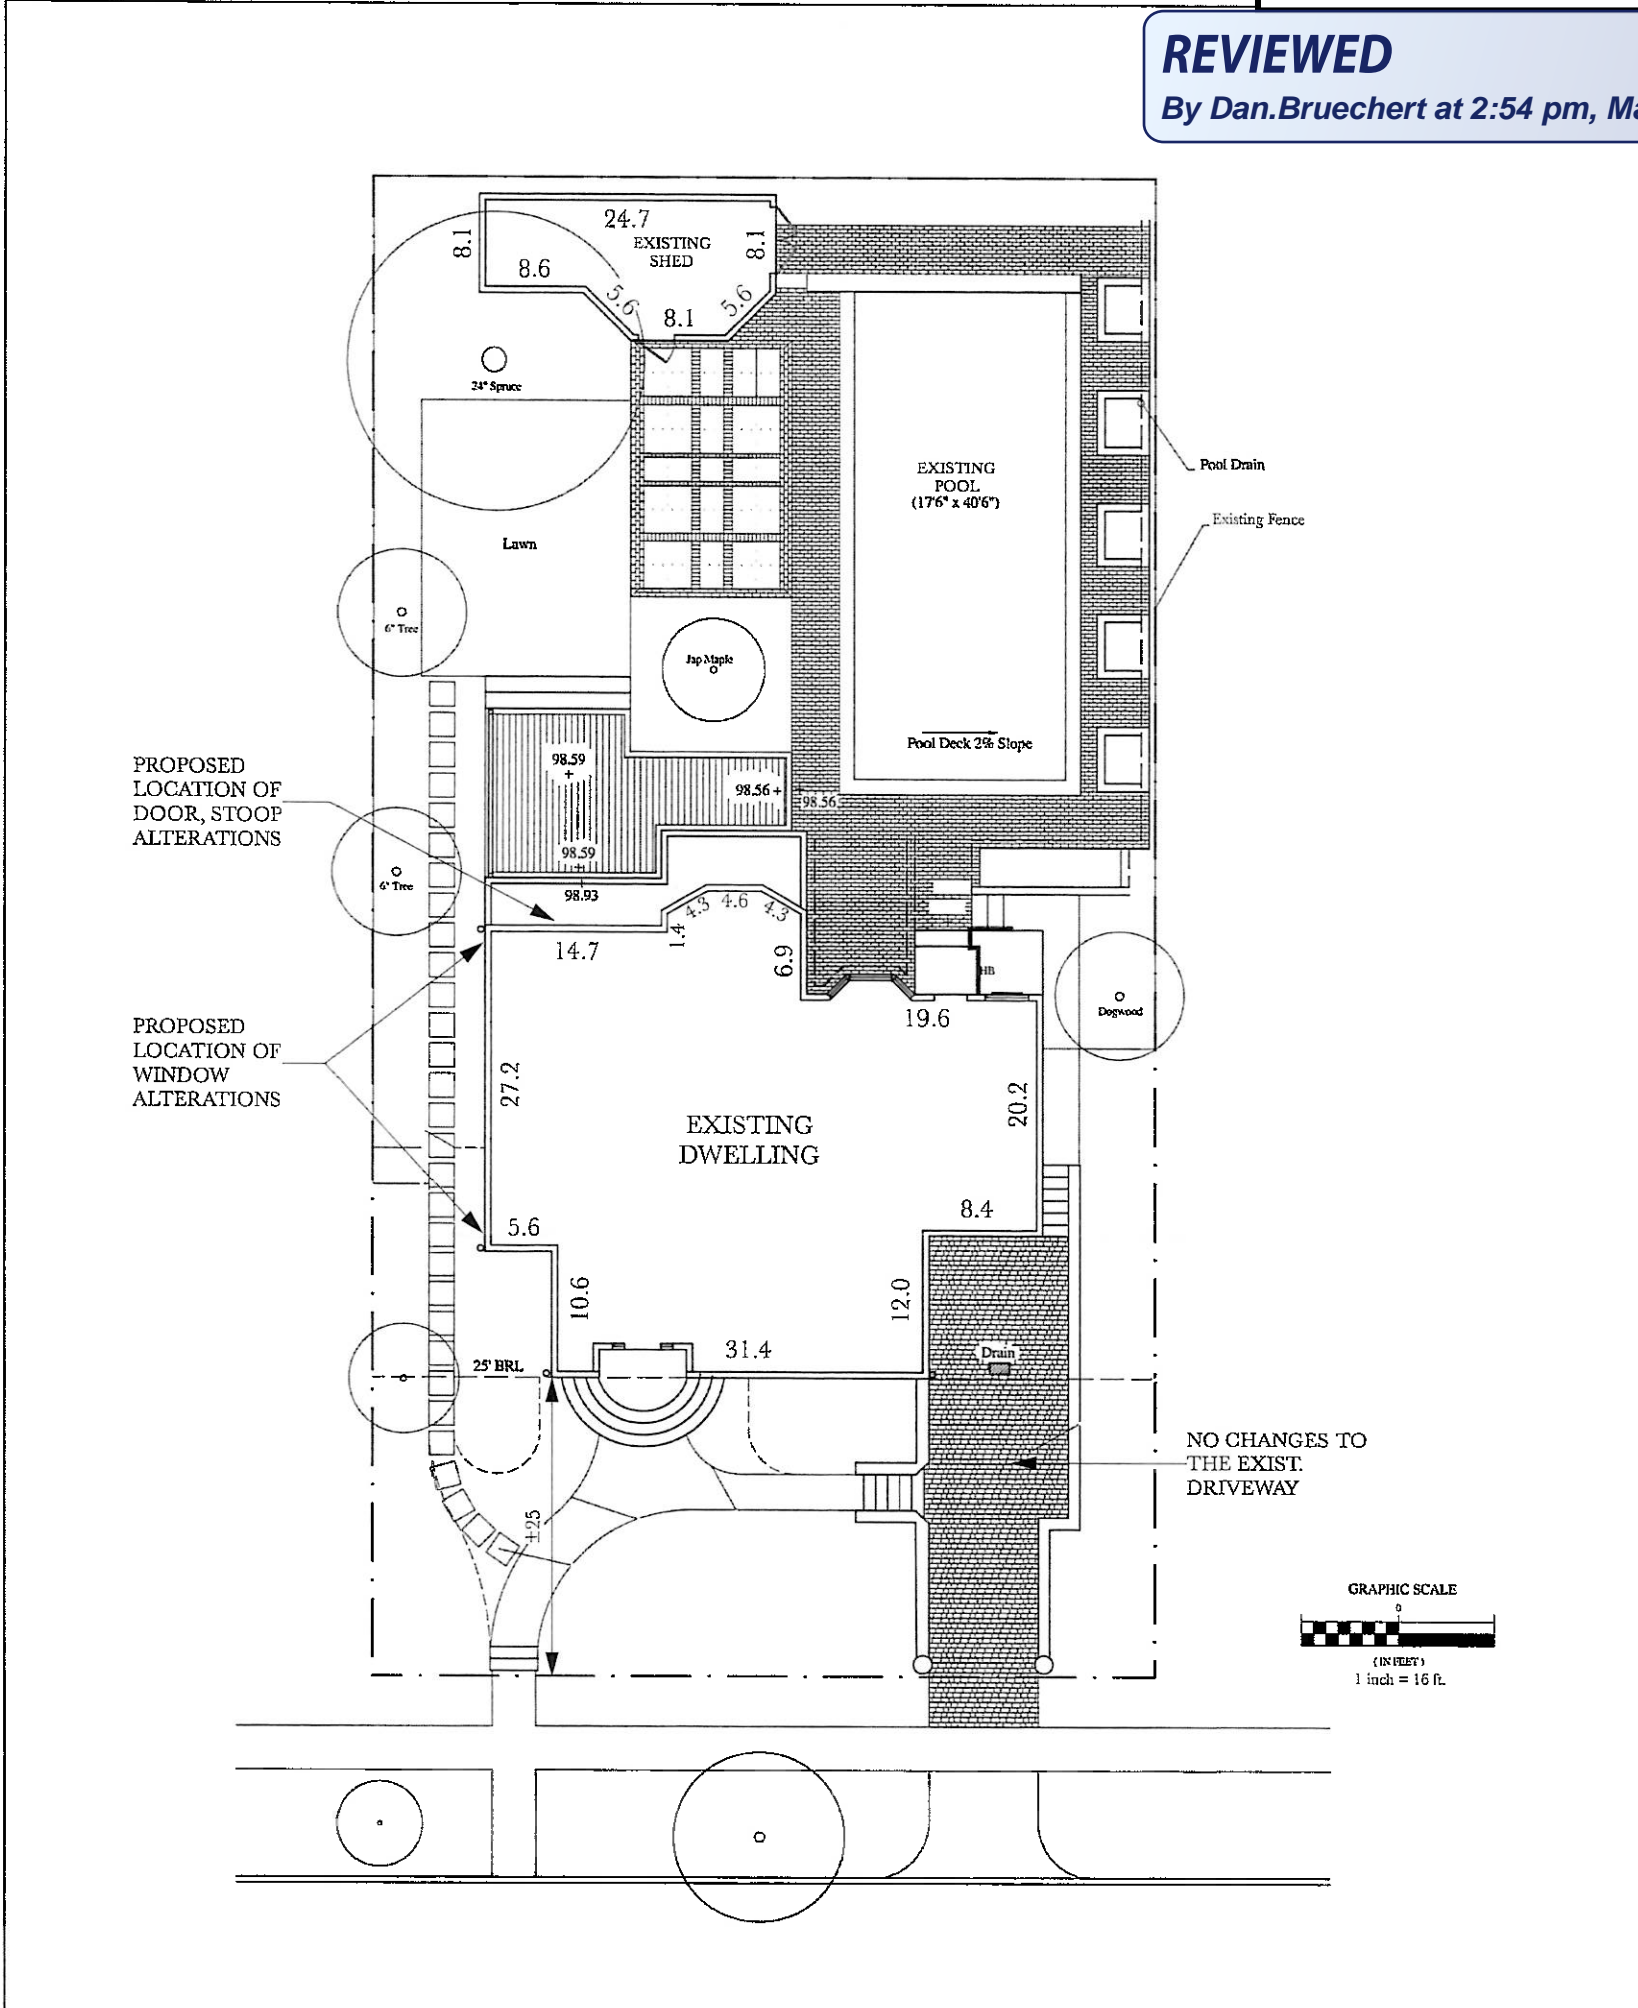 REVIEWED
By Dan.Bruechert at 2:54 pm, Ma
24.7
8.1
EXISTING
SHED
8.1
8.6
5.6
8.1
5.6
24" Spruce
EXISTING
POOL
(17'6" x 40'6")
Pool Drain
Existing Fence
Lawn
6" Tree
Jap Maple
Pool Deck 2% Slope
PROPOSED
LOCATION OF
DOOR, STOOP
ALTERATIONS
98.59
98.56
98.56
98.59
98.93
6" Tree
4.3
4.6
4.3
1.4
14.7
6.9
HB
19.6
Dogwood
PROPOSED
LOCATION OF
WINDOW
ALTERATIONS
27.2
20.2
EXISTING
DWELLING
8.4
5.6
10.6
12.0
31.4
Drain
25' BRL
NO CHANGES TO
THE EXIST.
DRIVEWAY
±25
GRAPHIC SCALE
0
(IN FEET)
1 inch = 16 ft.